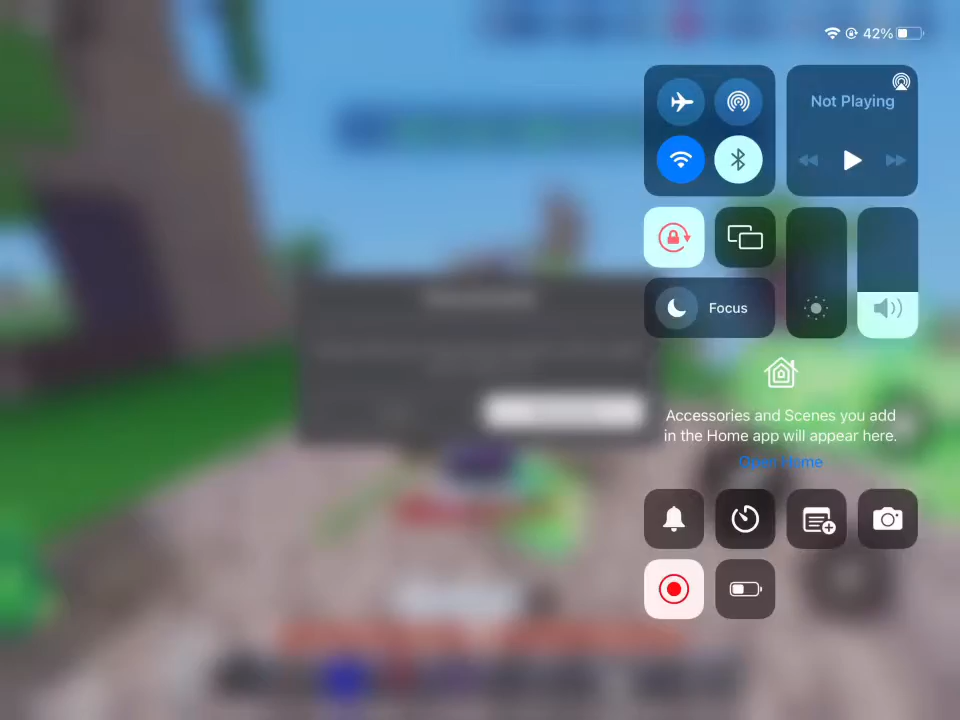 42%
Not Playing
Focus
Accessories and Scenes you add
in the Home app will appear here.
Open Home